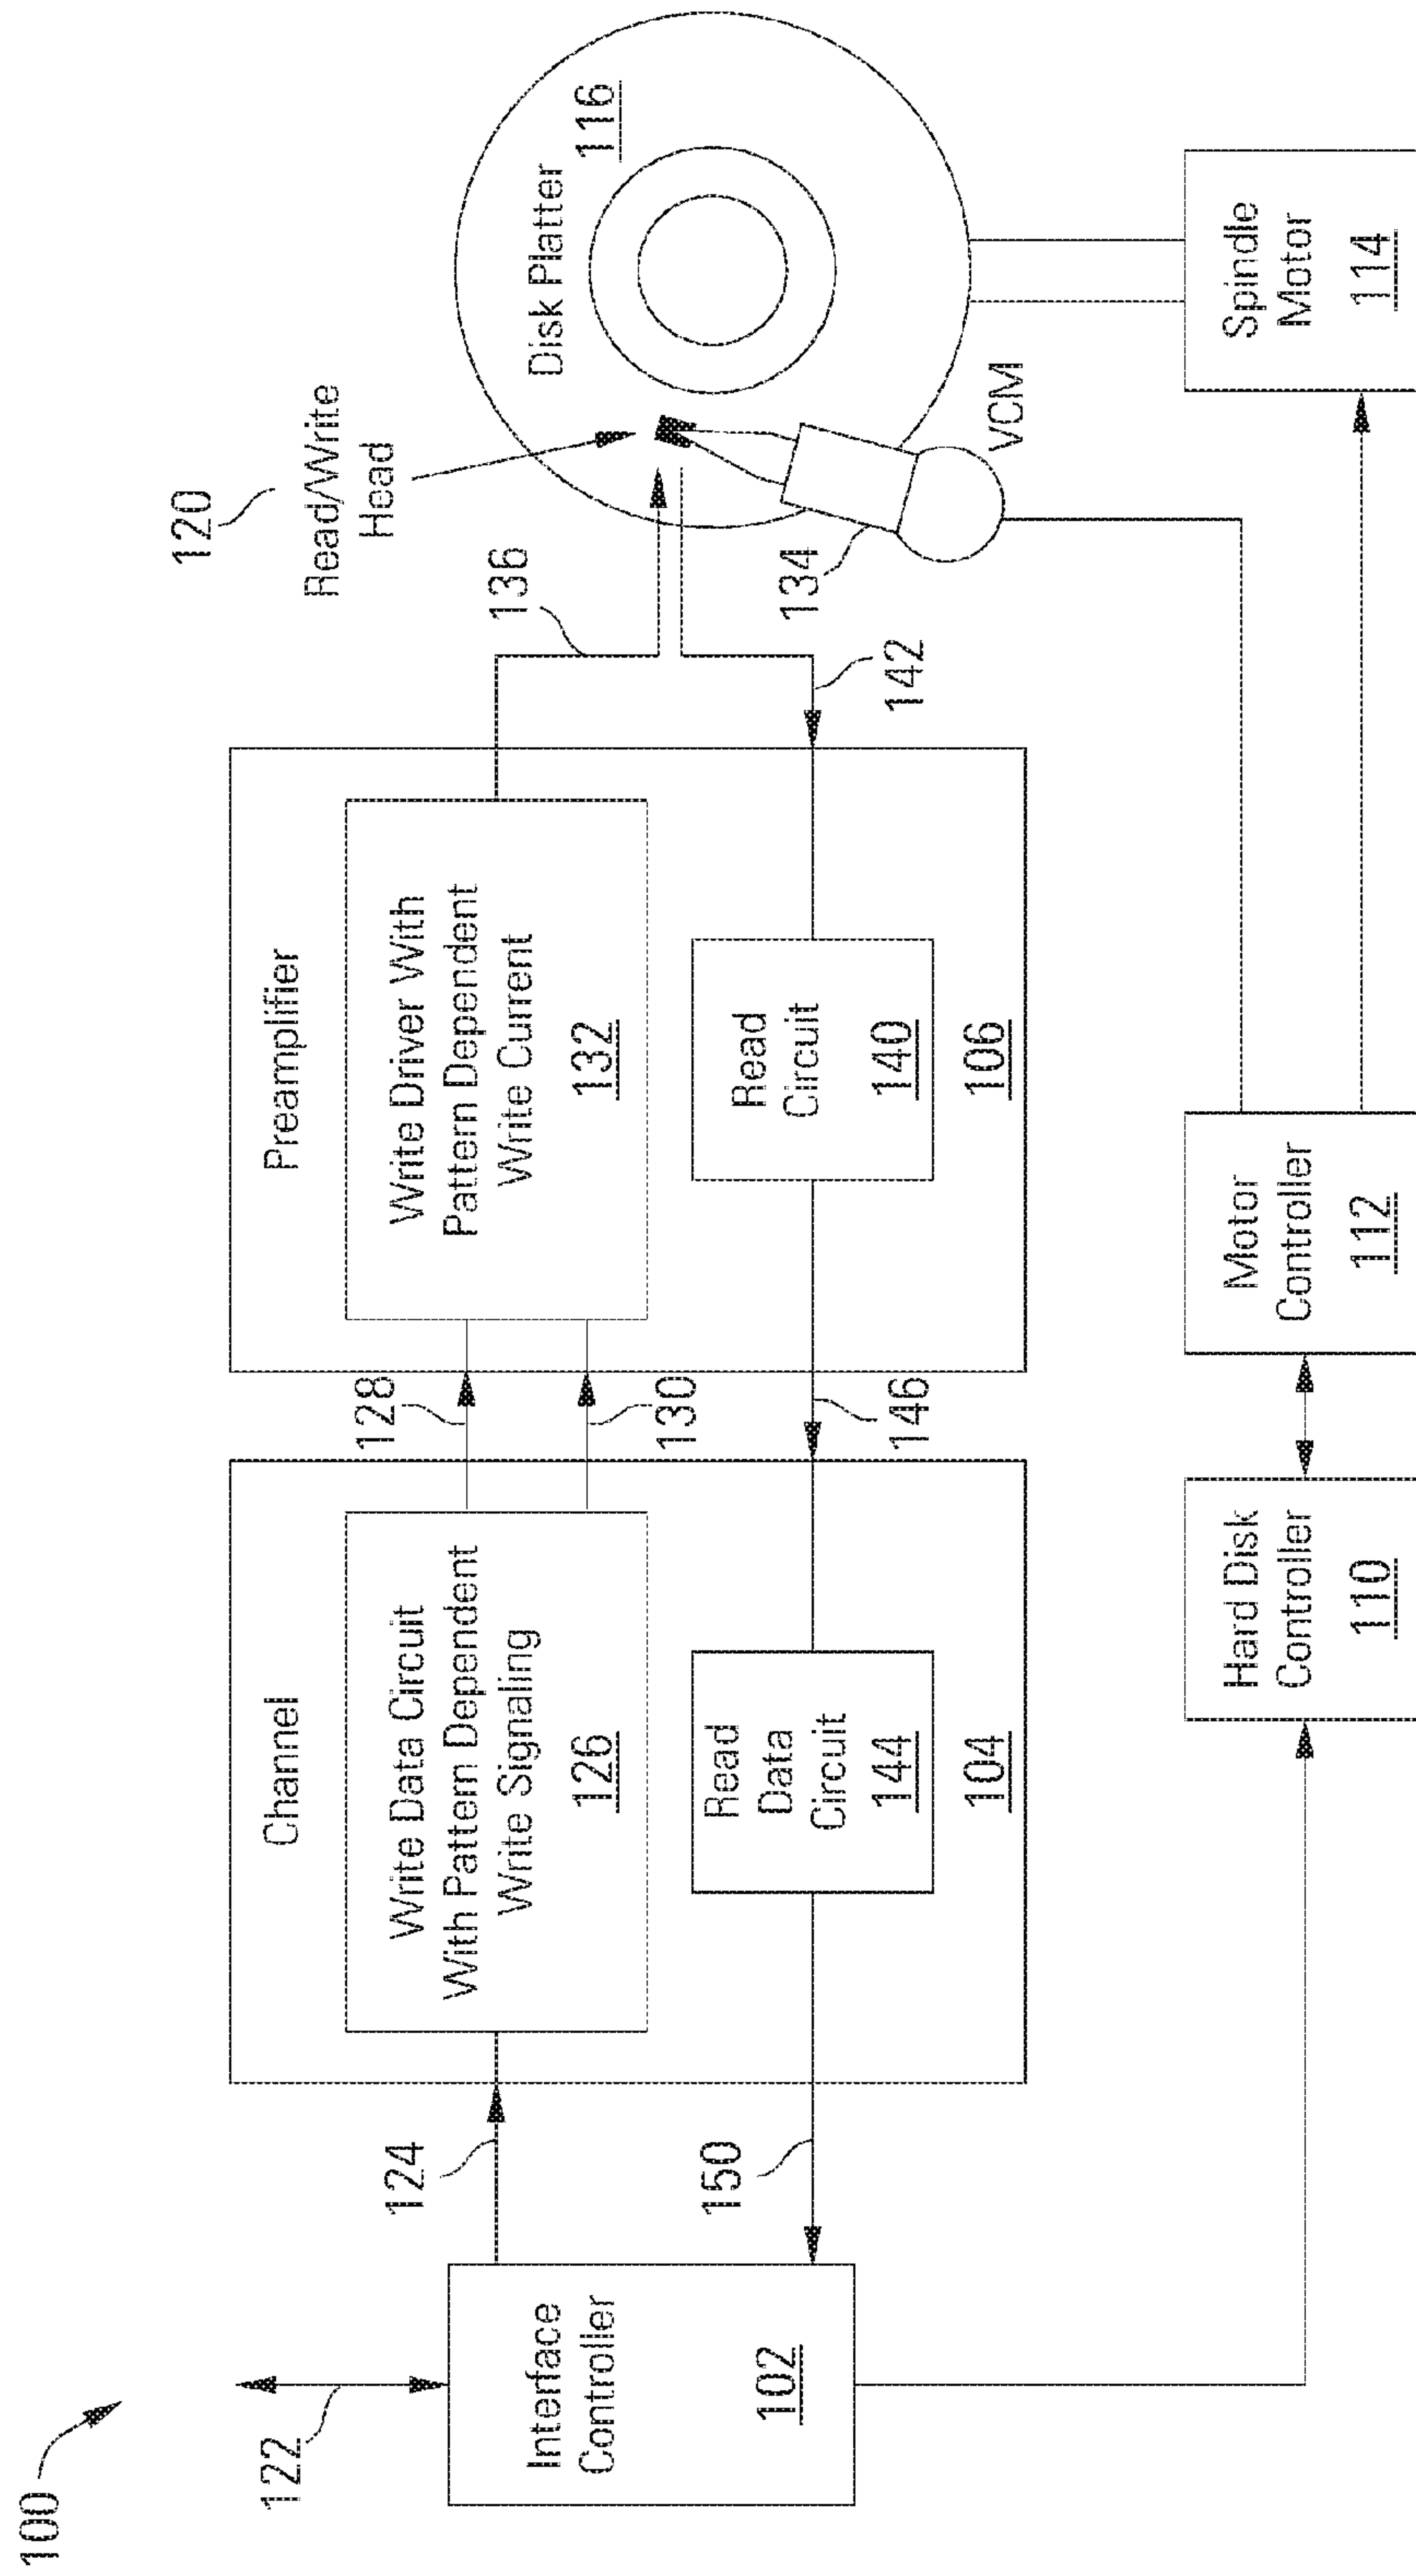 100
122
Interface
Controller
102
124
150
Channel
Write Data Circuit
With Pattern Dependent
Write Signaling
126
Read
Data
Circuit
144
104
128
130
146
Preamplifier
Write Driver With
Pattern Dependent
Write Current
132
Read
Circuit
140
106
136
142
120
Read/Write
Head
Disk Platter
116
134
VCM
Hard Disk
Controller
110
Motor
Controller
112
Spindle
Motor
114